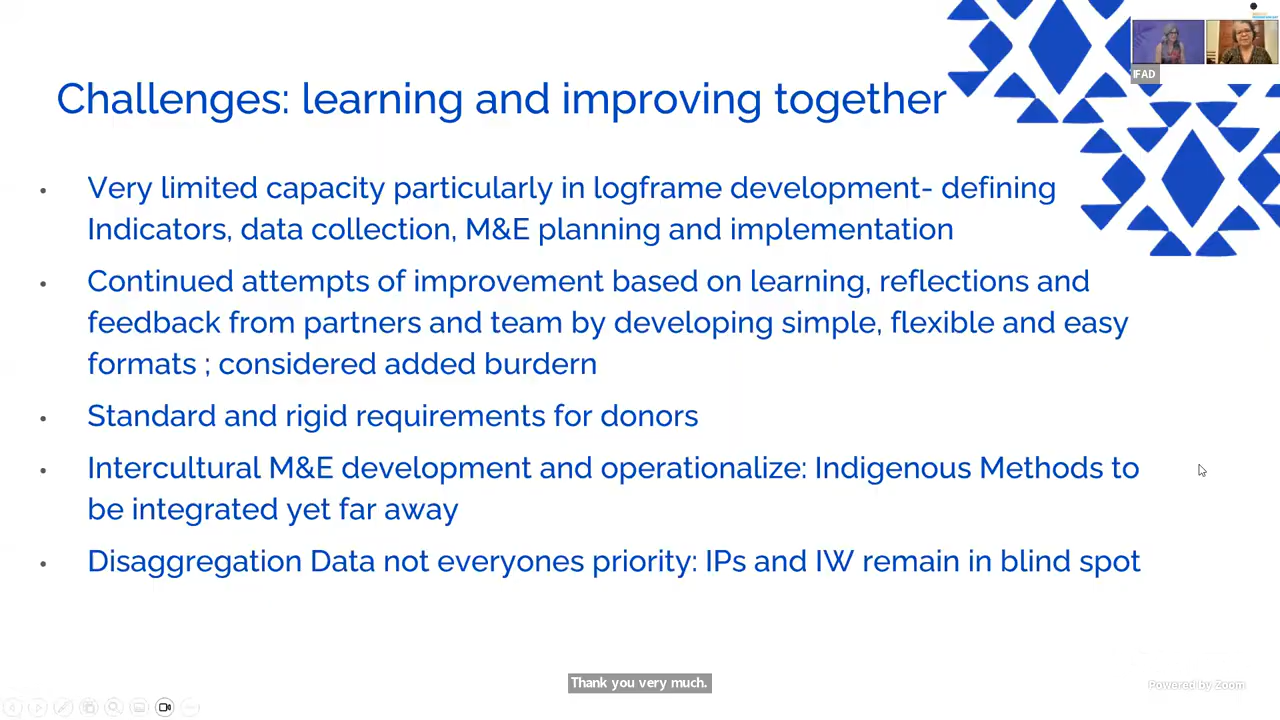 IFAD
Challenges: learning and improving together
• Very limited capacity particularly in logframe development- defining
Indicators, data collection, M&E planning and implementation
• Continued attempts of improvement based on learning, reflections and
feedback from partners and team by developing simple, flexible and easy
formats ; considered added burdern
• Standard and rigid requirements for donors
• Intercultural M&E development and operationalize: Indigenous Methods to
be integrated yet far away
• Disaggregation Data not everyones priority: IPs and IW remain in blind spot
Thank you very much.
Powered by Zoom